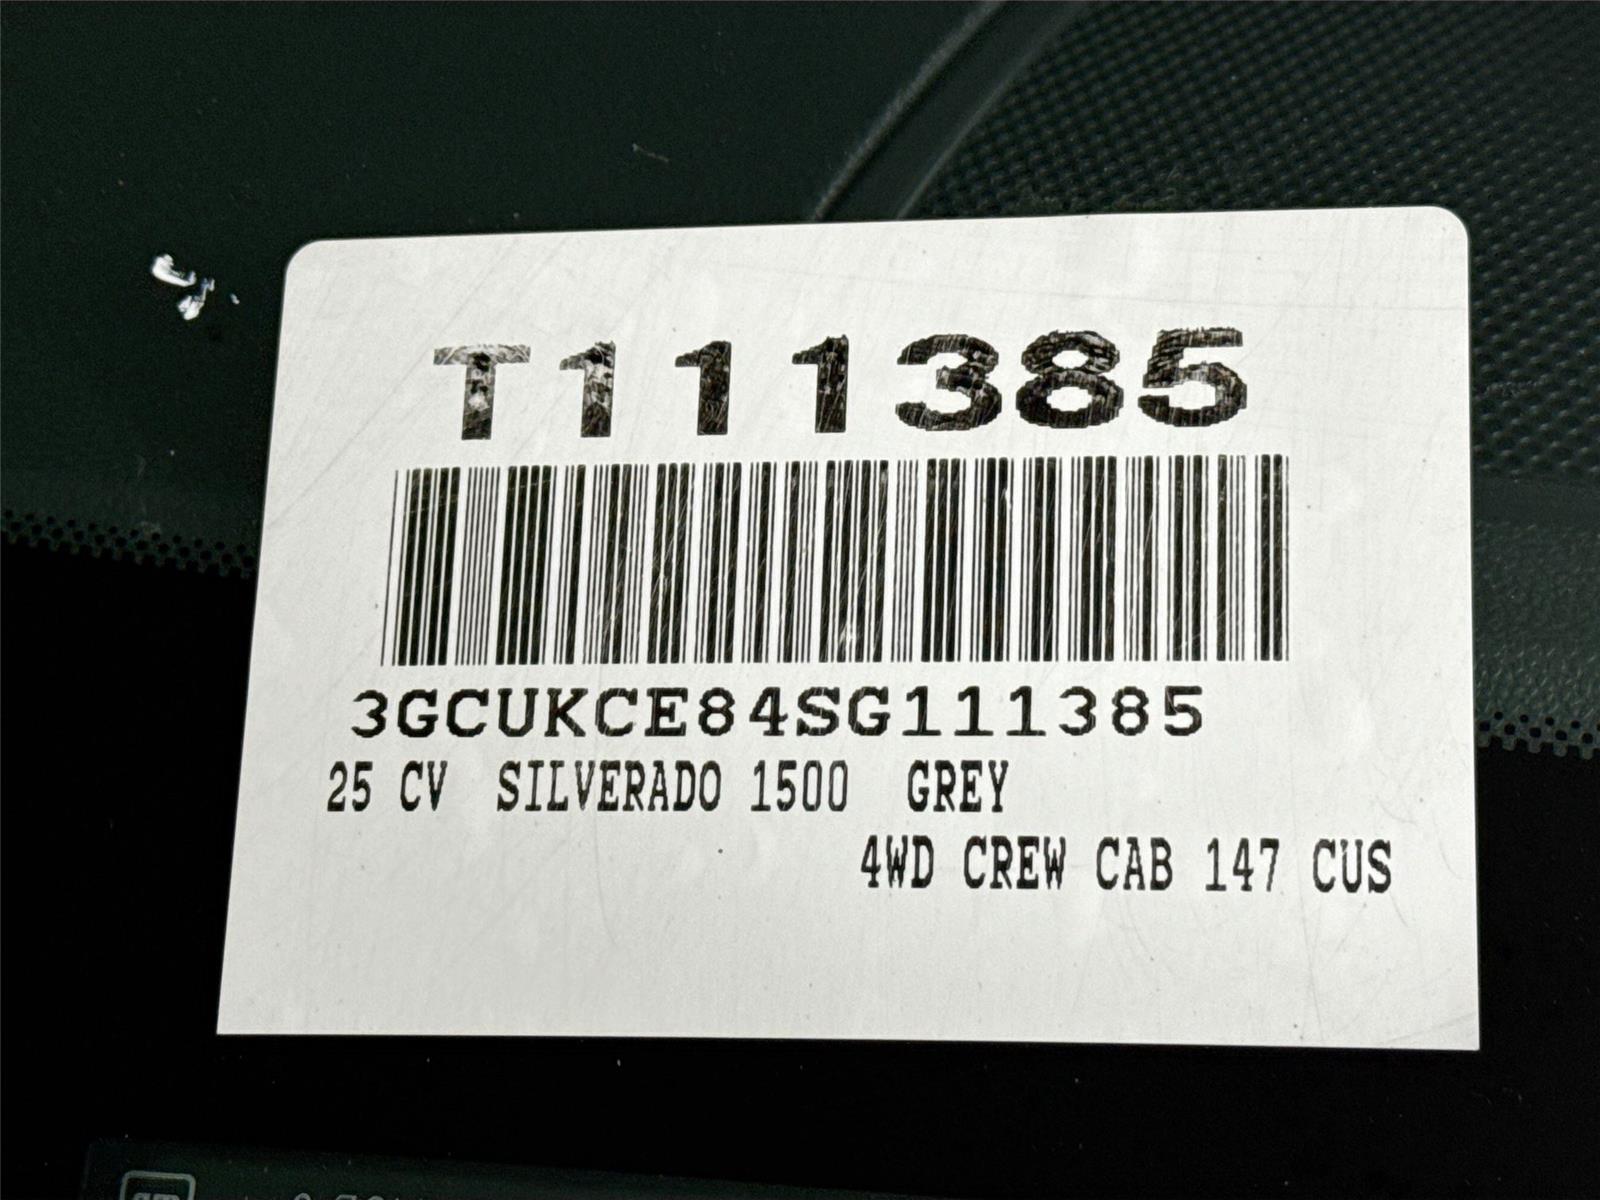 T111385
3GCUKCE84SG111385
25 CV SILVERADO 1500 GREY
4WD CREW CAB 147 CUS